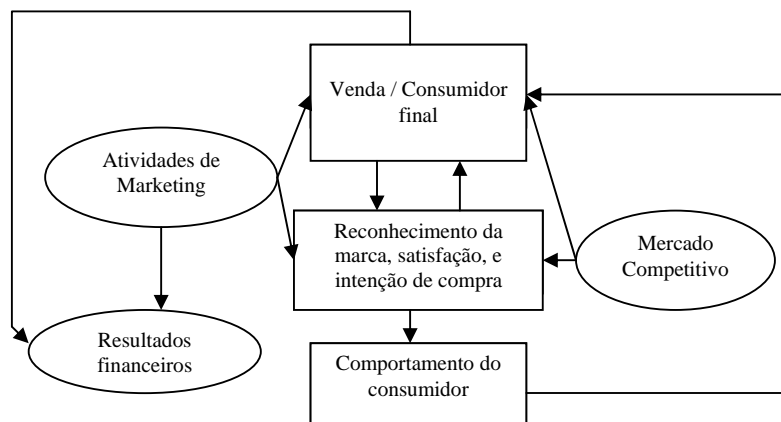 Venda / Consumidor
final
Atividades de
Marketing
Reconhecimento da
marca, satisfação, e
intenção de compra
Mercado
Competitivo
Resultados
financeiros
Comportamento do
consumidor